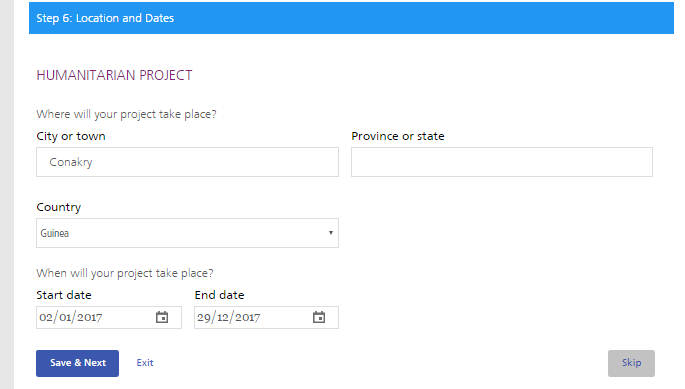 Step 6: Location and Dates
HUMANITARIAN PROJECT
Where will your project take place?
City or town Province or state
Conakry
Country
Guinea
When will your project take place?
Start date End date
02/01/2017 29/12/2017
Save & Next Exit Skip